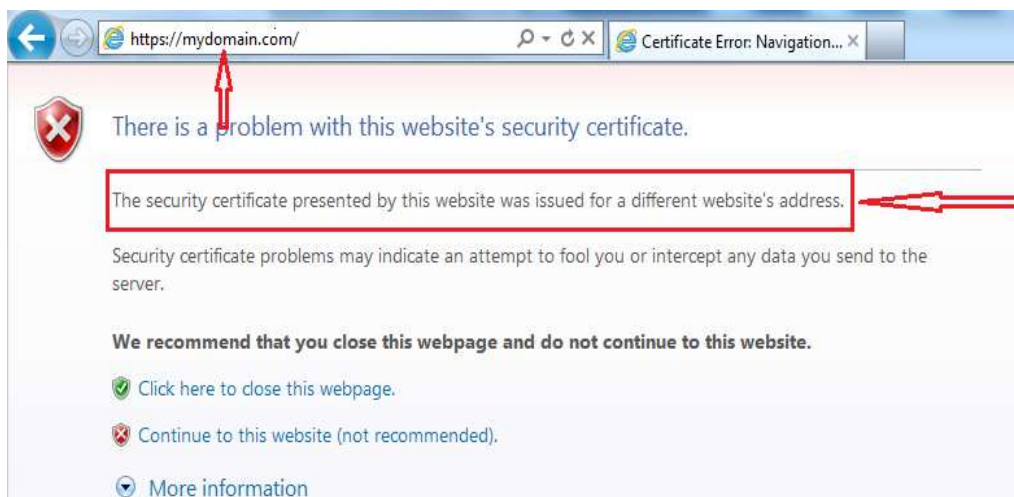 https://mydomain.com/
Certificate Error: Navigation...
There is a problem with this website's security certificate.
The security certificate presented by this website was issued for a different website's address.
Security certificate problems may indicate an attempt to fool you or intercept any data you send to the
server.
We recommend that you close this webpage and do not continue to this website.
Click here to close this webpage.
Continue to this website (not recommended).
More information